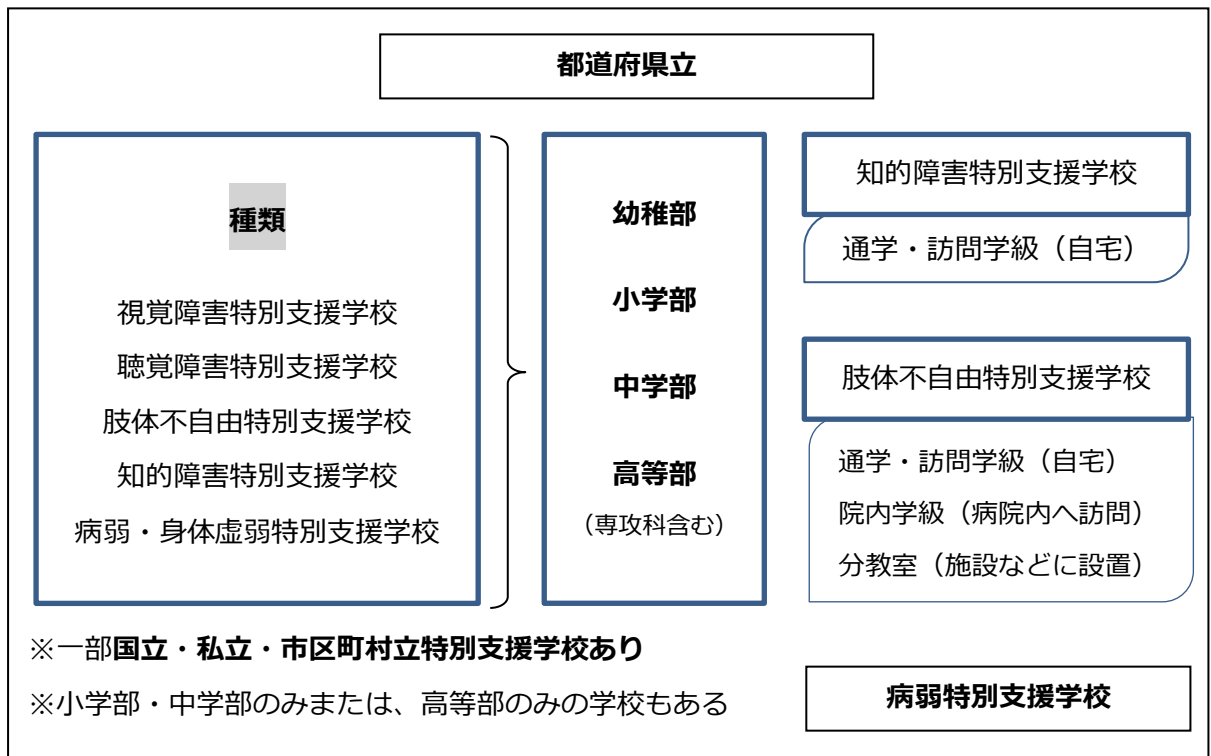 都道府県立
種類
視覚障害特別支援学校
聴覚障害特別支援学校
肢体不自由特別支援学校
知的障害特別支援学校
病弱・身体虚弱特別支援学校
幼稚部
小学部
中学部
高等部
（専攻科含む）
知的障害特別支援学校
通学・訪問学級（自宅）
肢体不自由特別支援学校
通学・訪問学級（自宅）
院内学級（病院内へ訪問）
分教室（施設などに設置）
※一部国立・私立・市区町村立特別支援学校あり
※小学部・中学部のみまたは、高等部のみの学校もある
病弱特別支援学校